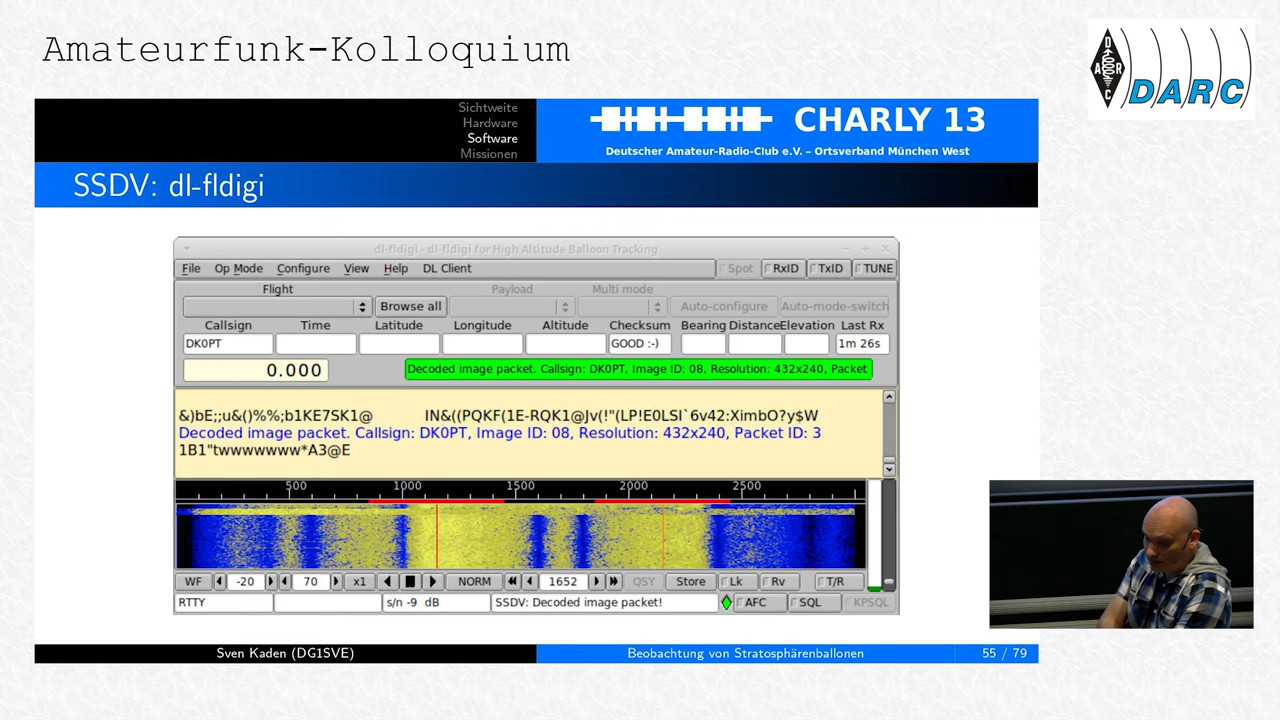 Amateurfunk-Kolloquium
DARC
Sichtweite
Hardware
Software
Missionen
CHARLY 13
Deutscher Amateur-Radio-Club e.V. – Ortsverband München West
SSDV: dl-fldigi
dl-fldigi - dl-fldigi for High Altitude Balloon Tracking
File Op Mode Configure View Help DL Client Spot RxID TxID TUNE
Flight Payload Multi mode
Browse all Auto-configure Auto-mode-switch
Callsign Time Latitude Longitude Altitude Checksum Bearing Distance Elevation Last Rx
DK0PT GOOD :-) 1m 26s
0.000 Decoded image packet. Callsign: DK0PT, Image ID: 08, Resolution: 432x240, Packet
&)bE;;u&()%%;b1KE7SK1@ IN&((PQKF(1E-RQK1@Jv(!"(LP!E0LSI`6v42:XimbO?y$W
Decoded image packet. Callsign: DK0PT, Image ID: 08, Resolution: 432x240, Packet ID: 3
1B1"twwwwwww*A3@E
500 1000 1500 2000 2500
WF -20 70 x1 NORM 1652 QSY Store Lk Rv T/R
RTTY s/n -9 dB SSDV: Decoded image packet! AFC SQL KPSQL
Sven Kaden (DG1SVE) Beobachtung von Stratosphärenballonen 55 / 79